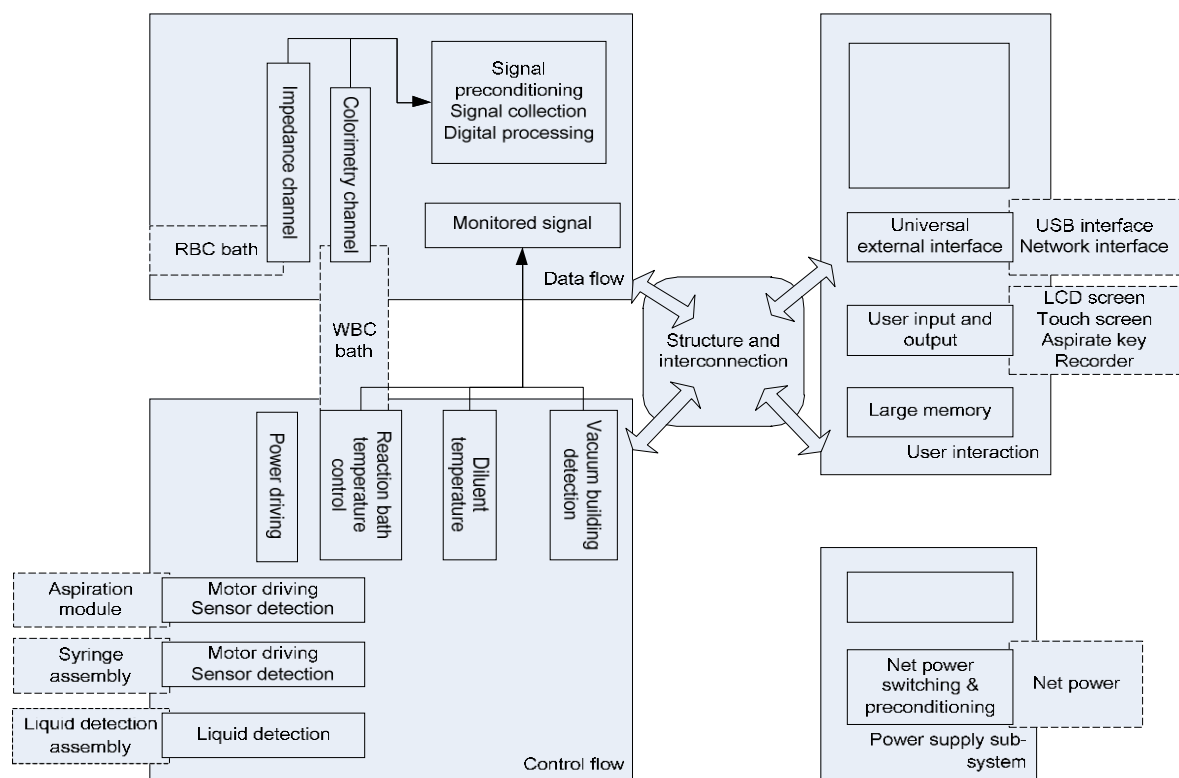 Impedance channel
Colorimetry channel
Signal
preconditioning
Signal collection
Digital processing
RBC bath
Monitored signal
Data flow
WBC
bath
Structure and
interconnection
Universal
external interface
USB interface
Network interface
User input and
output
LCD screen
Touch screen
Aspirate key
Recorder
Large memory
User interaction
Power driving
Reaction bath
temperature
control
Diluent
temperature
Vacuum building
detection
Aspiration
module
Motor driving
Sensor detection
Syringe
assembly
Motor driving
Sensor detection
Liquid detection
assembly
Liquid detection
Control flow
Net power
switching &
preconditioning
Net power
Power supply sub-
system